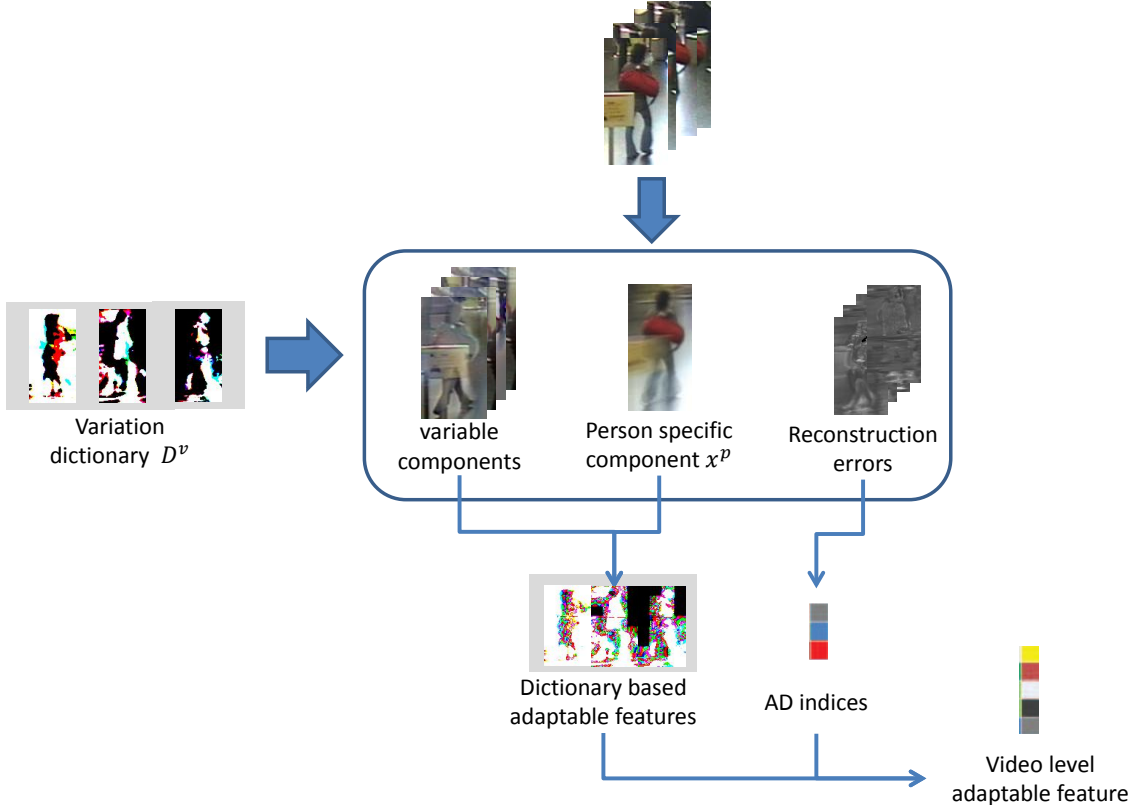 Variation
dictionary D^v
variable
components
Person specific
component x^p
Reconstruction
errors
Dictionary based
adaptable features
AD indices
Video level
adaptable feature